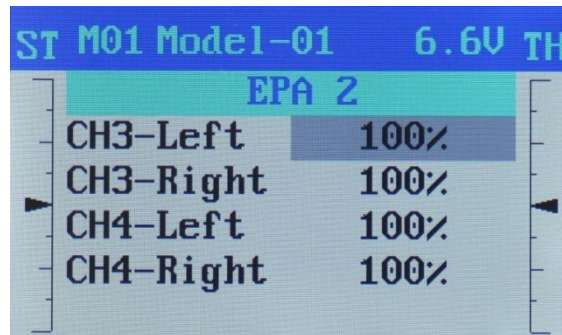 ST M01 Model-01 6.6V TH
EPA 2
CH3-Left 100%
CH3-Right 100%
CH4-Left 100%
CH4-Right 100%